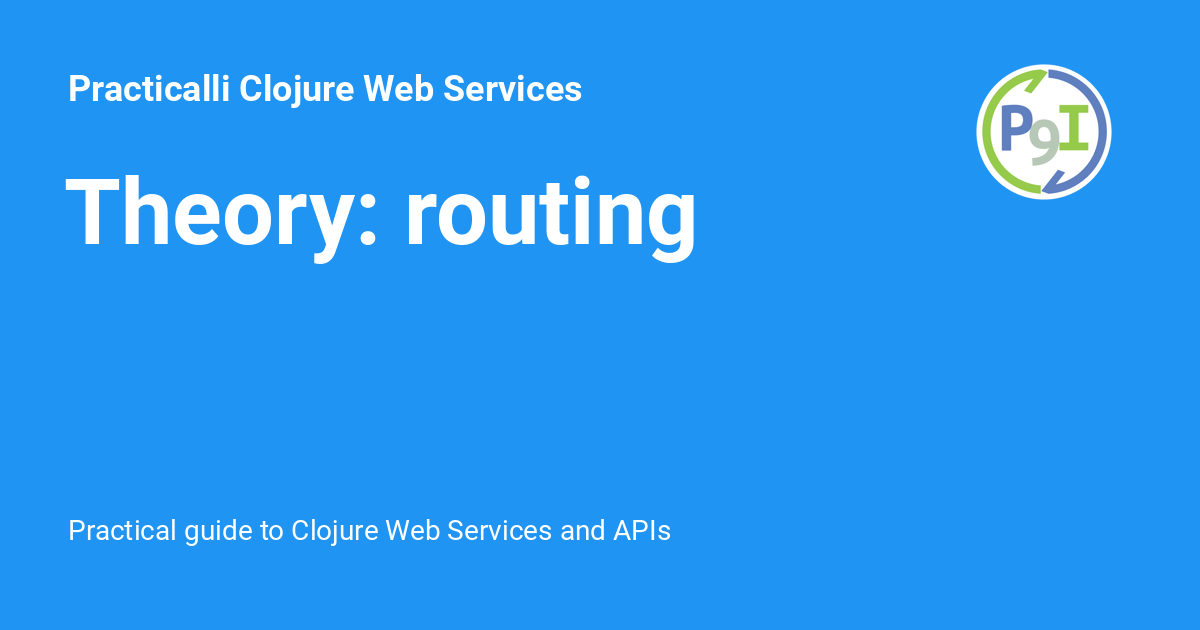 Practicalli Clojure Web Services
P9I
Theory: routing
Practical guide to Clojure Web Services and APIs